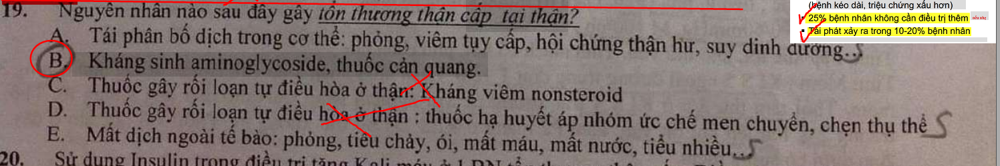 19. Nguyên nhân nào sau đây gây tổn thương thận cấp tại thận?
A. Tái phân bố dịch trong cơ thể: phỏng, viêm tụy cấp, hội chứng thận hư, suy dinh dưỡng...
B. Kháng sinh aminoglycoside, thuốc cản quang.
C. Thuốc gây rối loạn tự điều hòa ở thận: Kháng viêm nonsteroid
D. Thuốc gây rối loạn tự điều hòa ở thận : thuốc hạ huyết áp nhóm ức chế men chuyển, chẹn thụ thể
E. Mất dịch ngoài tế bào: phỏng, tiêu chảy, ói, mất máu, mất nước, tiểu nhiều...
20. Sử dụng Insulin trong điều trị tăng Kali máu ở
(bệnh kéo dài, triệu chứng xấu hơn)
25% bệnh nhân không cần điều trị thêm
▪ Tái phát xảy ra trong 10-20% bệnh nhân